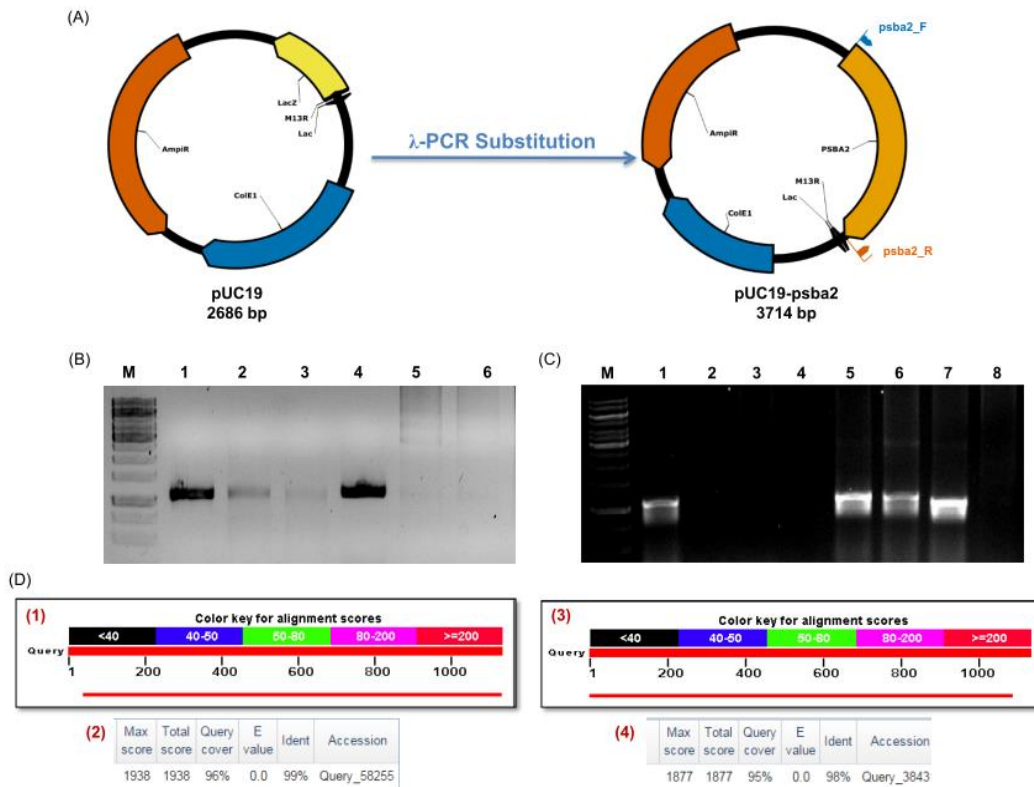 (A)
LacZ
M13R
Lac
AmpiR
ColE1
pUC19
2686 bp
λ-PCR Substitution
psba2_F
AmpiR
PSBA2
M13R
Lac
ColE1
psba2_R
pUC19-psba2
3714 bp
(B)
M 1 2 3 4 5 6
(C)
M 1 2 3 4 5 6 7 8
(D)
(1)
Color key for alignment scores
<40 40-50 50-80 80-200 >=200
Query
1 200 400 600 800 1000
(2)
Max score Total score Query cover E value Ident Accession
1938 1938 96% 0.0 99% Query_58255
(3)
Color key for alignment scores
<40 40-50 50-80 80-200 >=200
Query
1 200 400 600 800 1000
(4)
Max score Total score Query cover E value Ident Accession
1877 1877 95% 0.0 98% Query_3843